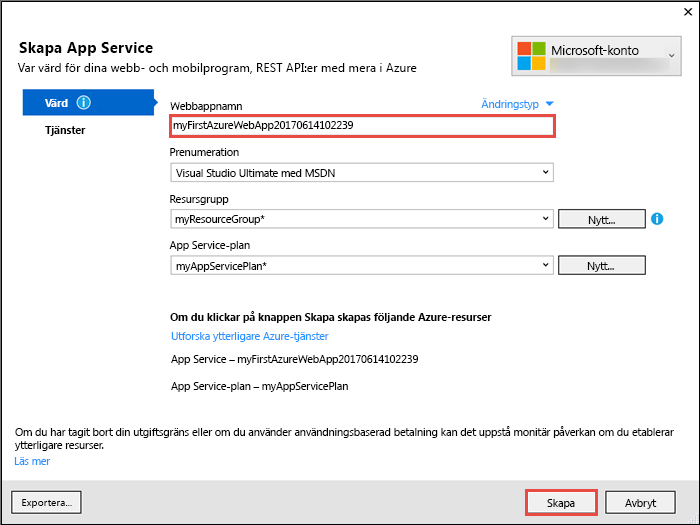 Skapa App Service
Var värd för dina webb- och mobilprogram, REST API:er med mera i Azure
Microsoft-konto
Värd
Tjänster
Webbappnamn
Ändringstyp
myFirstAzureWebApp20170614102239
Prenumeration
Visual Studio Ultimate med MSDN
Resursgrupp
myResourceGroup*
Nytt...
App Service-plan
myAppServicePlan*
Nytt...
Om du klickar på knappen Skapa skapas följande Azure-resurser
Utforska ytterligare Azure-tjänster
App Service – myFirstAzureWebApp20170614102239
App Service-plan – myAppServicePlan
Om du har tagit bort din utgiftsgräns eller om du använder användningsbaserad betalning kan det uppstå monitär påverkan om du etablerar
ytterligare resurser.
Läs mer
Exportera...
Skapa
Avbryt